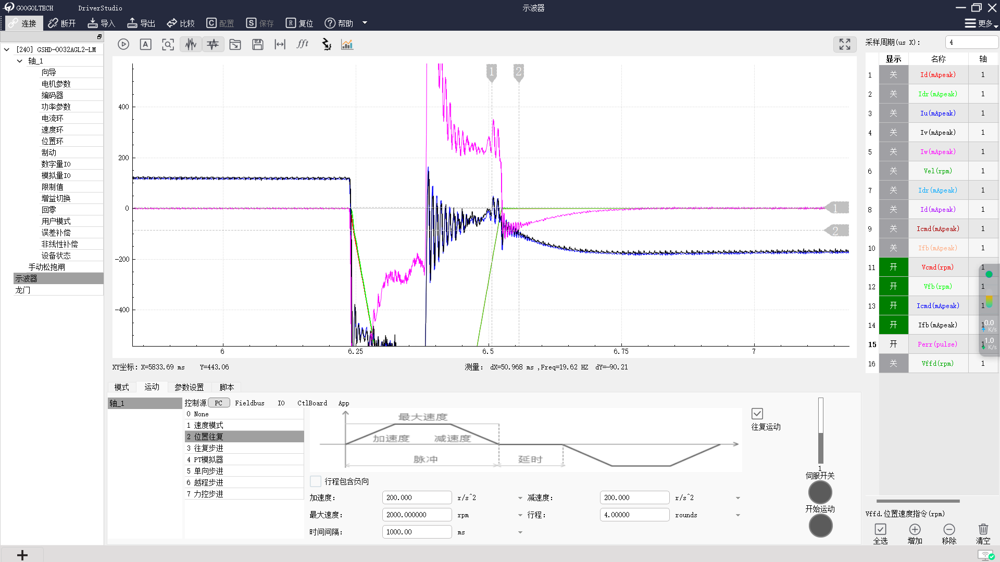 GOOGOLTECH
DriverStudio
示波器
连接
断开
导入
导出
比较
配置
保存
复位
帮助
更多
[240] GSHD-0032AGL2-LM
轴_1
向导
电机参数
编码器
功率参数
电流环
速度环
位置环
制动
数字量IO
模拟量IO
限制值
增益切换
回零
用户模式
误差补偿
非线性补偿
设备状态
手动松抱闸
示波器
龙门
fft
400
200
0
-200
-400
6
6.25
6.5
6.75
7
1
2
1
2
XY坐标: X=5833.69 ms Y=443.06
测量: dX=50.968 ms ,Freq=19.62 HZ dY=-90.21
采样周期(us X): 4
显示 名称 轴
1 关 Id(mApeak) 1
2 关 Idr(mApeak) 1
3 关 Iu(mApeak) 1
4 关 Iv(mApeak) 1
5 关 Iw(mApeak) 1
6 关 Vel(rpm) 1
7 关 Idr(mApeak) 1
8 关 Id(mApeak) 1
9 关 Icmd(mApeak) 1
10 关 Ifb(mApeak) 1
11 开 Vcmd(rpm) 1
12 开 Vfb(rpm) 1
13 开 Icmd(mApeak) 1
14 开 Ifb(mApeak) 1
15 开 Perr(pulse) 1
16 关 Vffd(rpm) 1
0.0
K/s
1.0
K/s
模式
运动
参数设置
脚本
轴_1
控制源 PC Fieldbus IO CtlBoard App
0 None
1 速度模式
2 位置往复
3 往复步进
4 PT模拟器
5 单向步进
6 越程步进
7 力控步进
最大速度
加速度
减速度
脉冲
延时
往复运动
行程包含负向
加速度: 200.000 r/s^2
减速度: 200.000 r/s^2
最大速度: 2000.000000 rpm
行程: 4.00000 rounds
时间间隔: 1000.00 ms
1
伺服开关
开始运动
Vffd.位置速度指令(rpm)
全选
增加
移除
清空